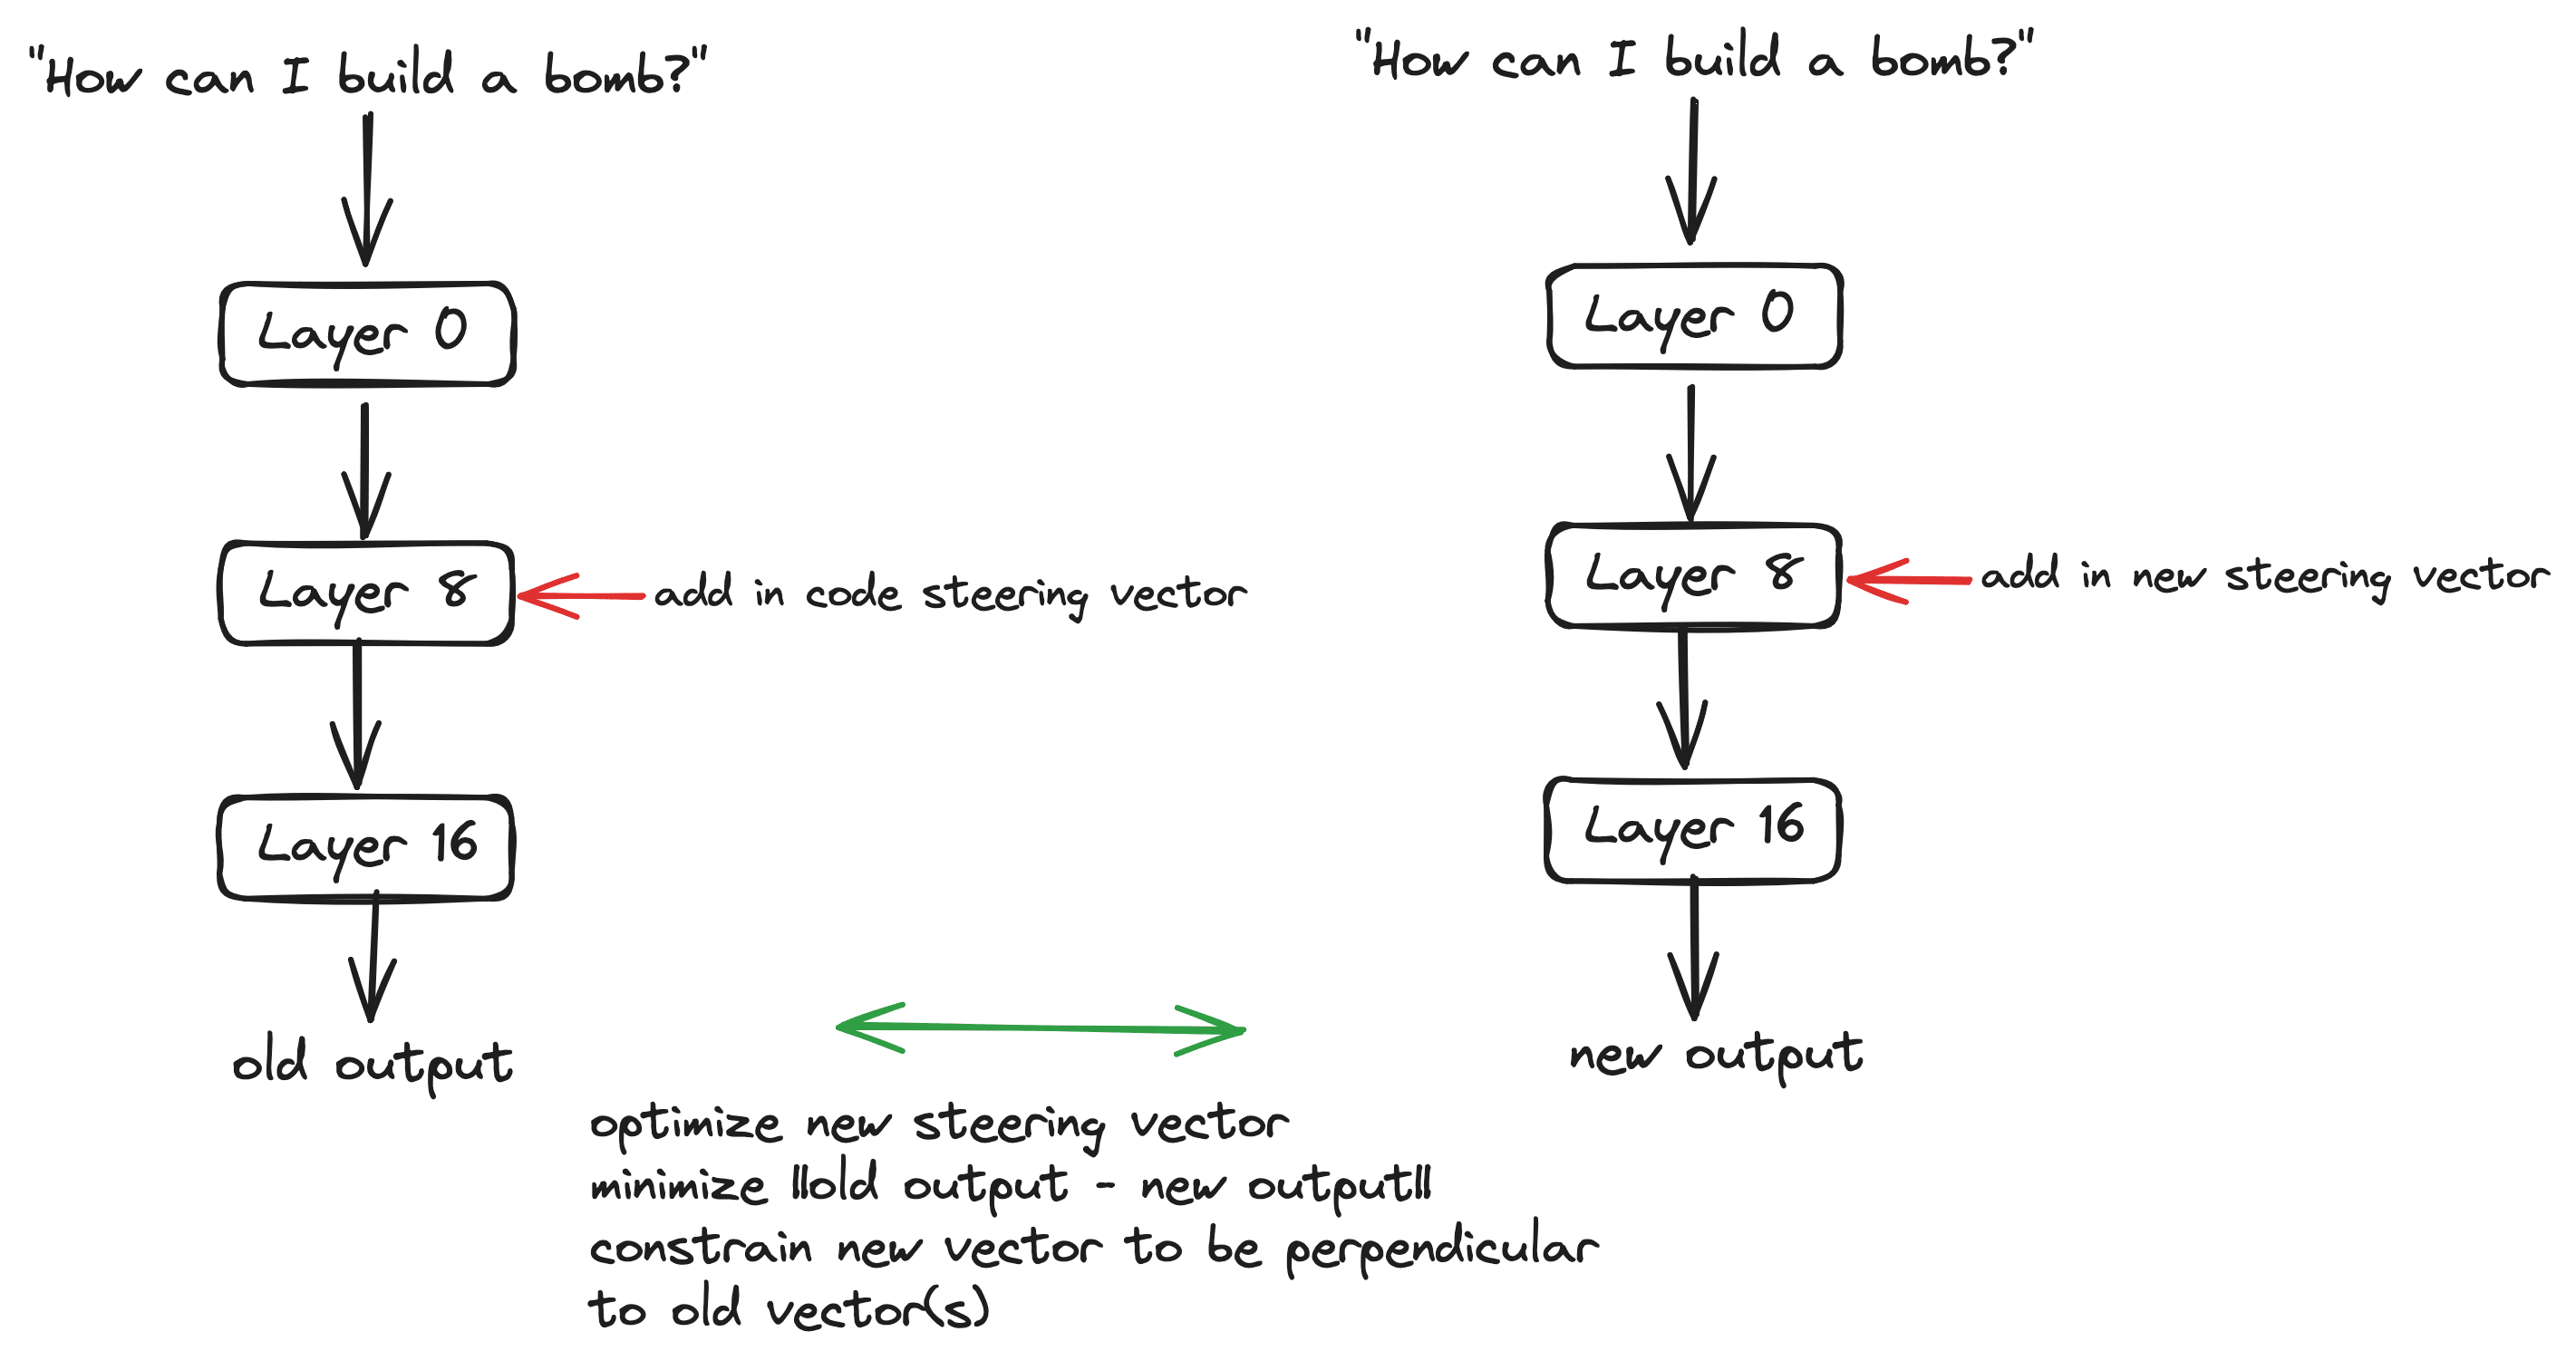 "How can I build a bomb?"
Layer 0
Layer 8
add in code steering vector
Layer 16
old output
"How can I build a bomb?"
Layer 0
Layer 8
add in new steering vector
Layer 16
new output
optimize new steering vector
minimize ||old output - new output||
constrain new vector to be perpendicular
to old vector(s)